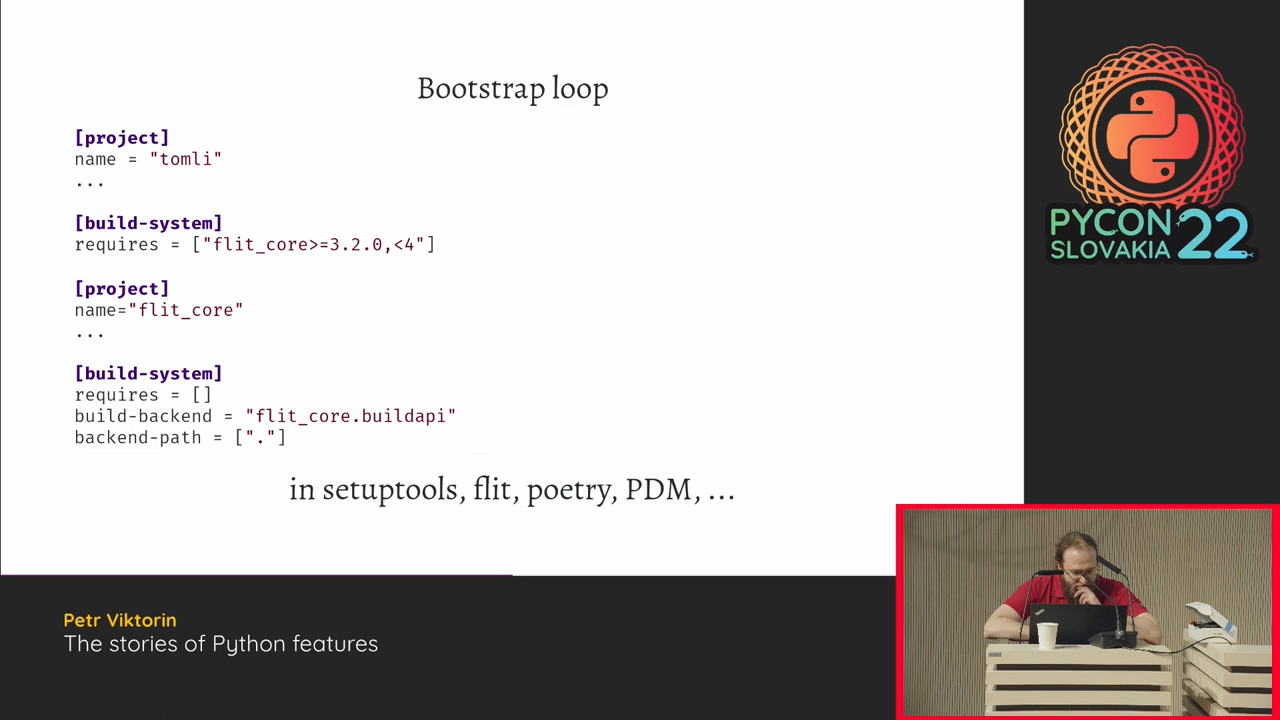 Bootstrap loop
[project]
name = "tomli"
...
[build-system]
requires = ["flit_core>=3.2.0,<4"]
[project]
name="flit_core"
...
[build-system]
requires = []
build-backend = "flit_core.buildapi"
backend-path = ["."]
in setuptools, flit, poetry, PDM, ...
PYCON
SLOVAKIA 22
Petr Viktorin
The stories of Python features